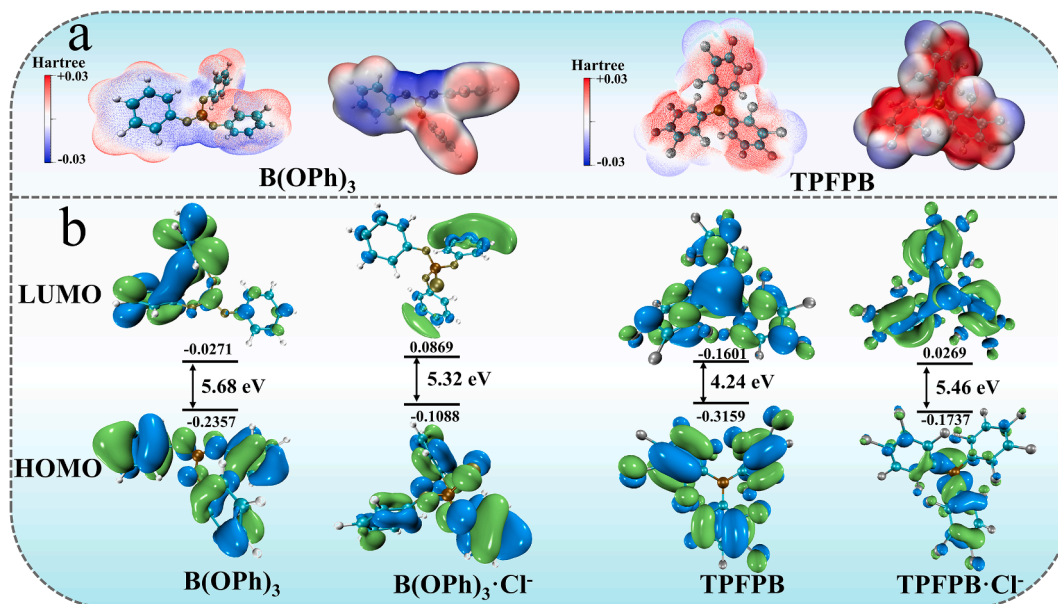 a
Hartree
+0.03
-0.03
B(OPh)₃
Hartree
+0.03
-0.03
TPFPB
b
LUMO
-0.0271
5.68 eV
-0.2357
0.0869
5.32 eV
-0.1088
-0.1601
4.24 eV
-0.3159
0.0269
5.46 eV
-0.1737
HOMO
B(OPh)₃
B(OPh)₃·Cl⁻
TPFPB
TPFPB·Cl⁻